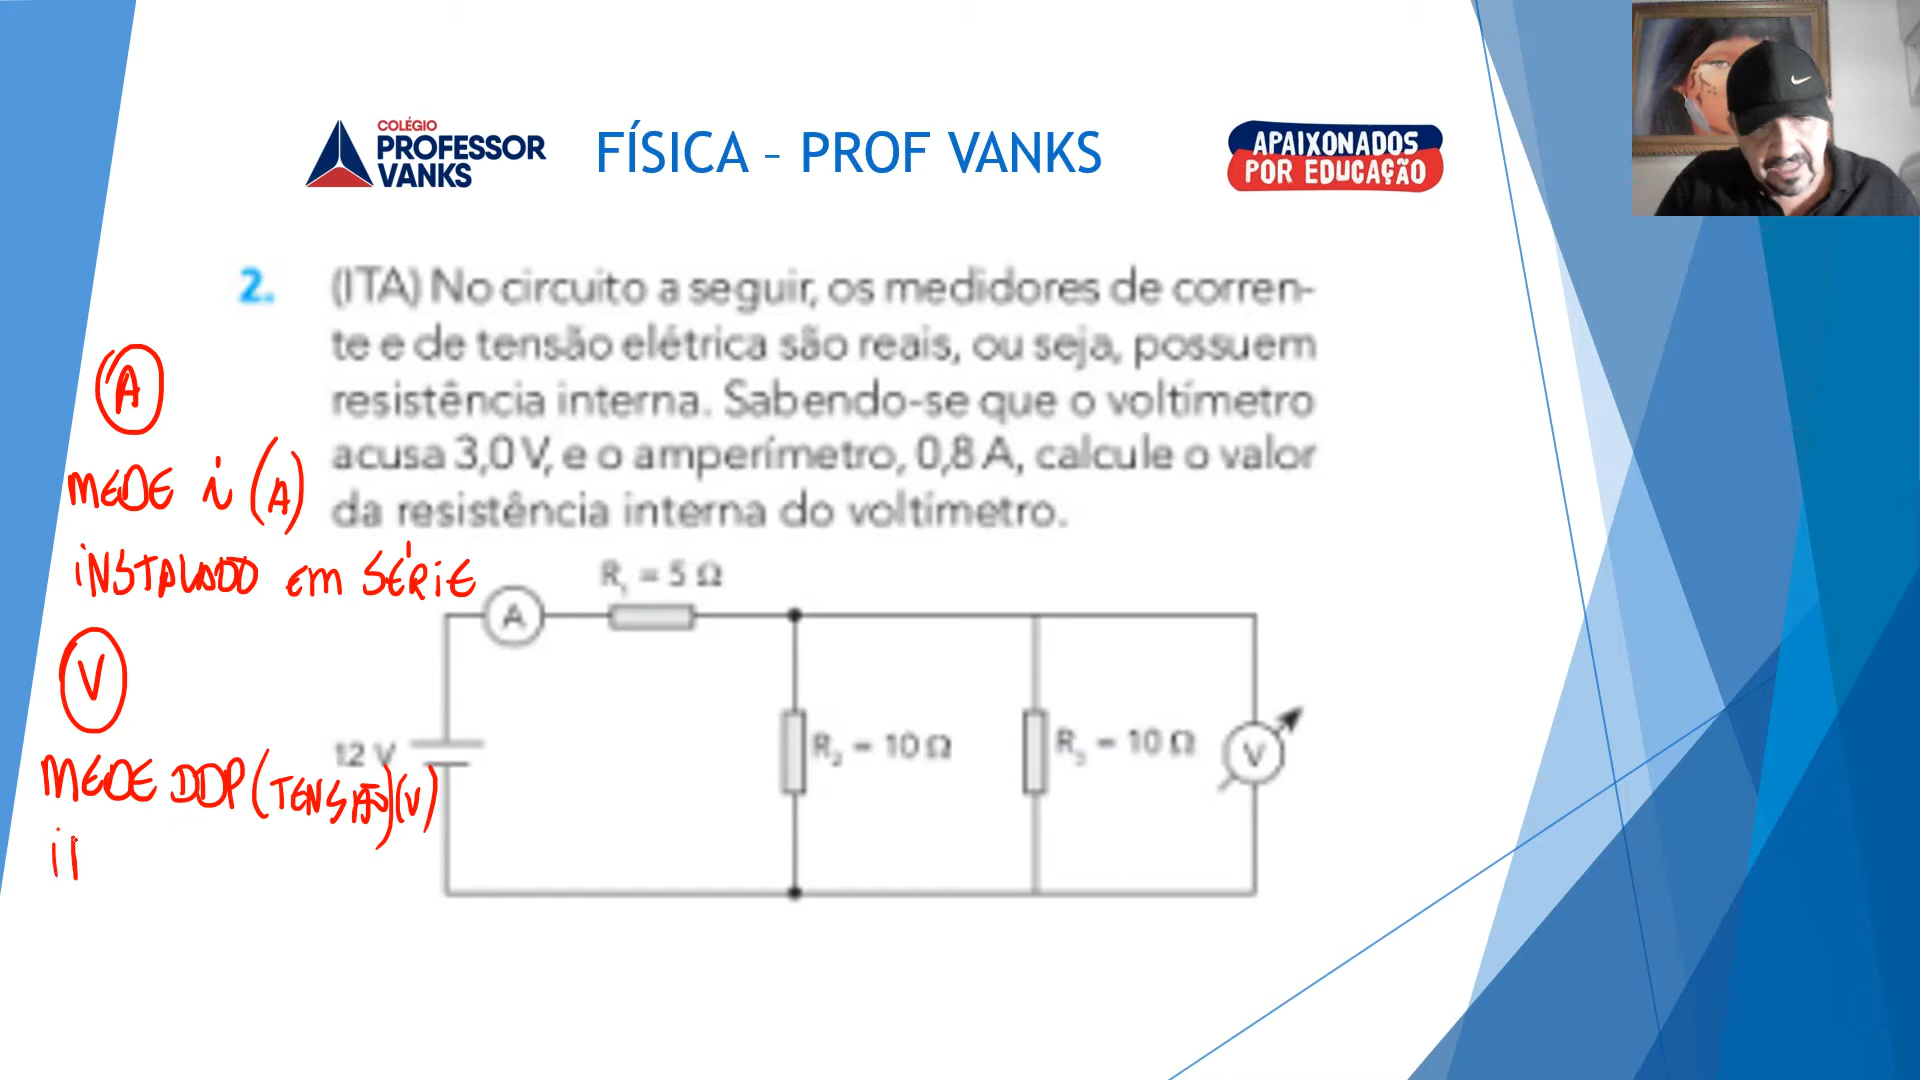 COLÉGIO
PROFESSOR
VANKS
FÍSICA – PROF VANKS
APAIXONADOS
POR EDUCAÇÃO
2. (ITA) No circuito a seguir, os medidores de corren-
te e de tensão elétrica são reais, ou seja, possuem
resistência interna. Sabendo-se que o voltímetro
acusa 3,0 V, e o amperímetro, 0,8 A, calcule o valor
da resistência interna do voltímetro.
A
MEDE i (A)
INSTALADO EM SÉRIE
V
MEDE DDP (TENSÃO) (V)
R₁ = 5 Ω
A
12 V
R₂ = 10 Ω
R₃ = 10 Ω
V